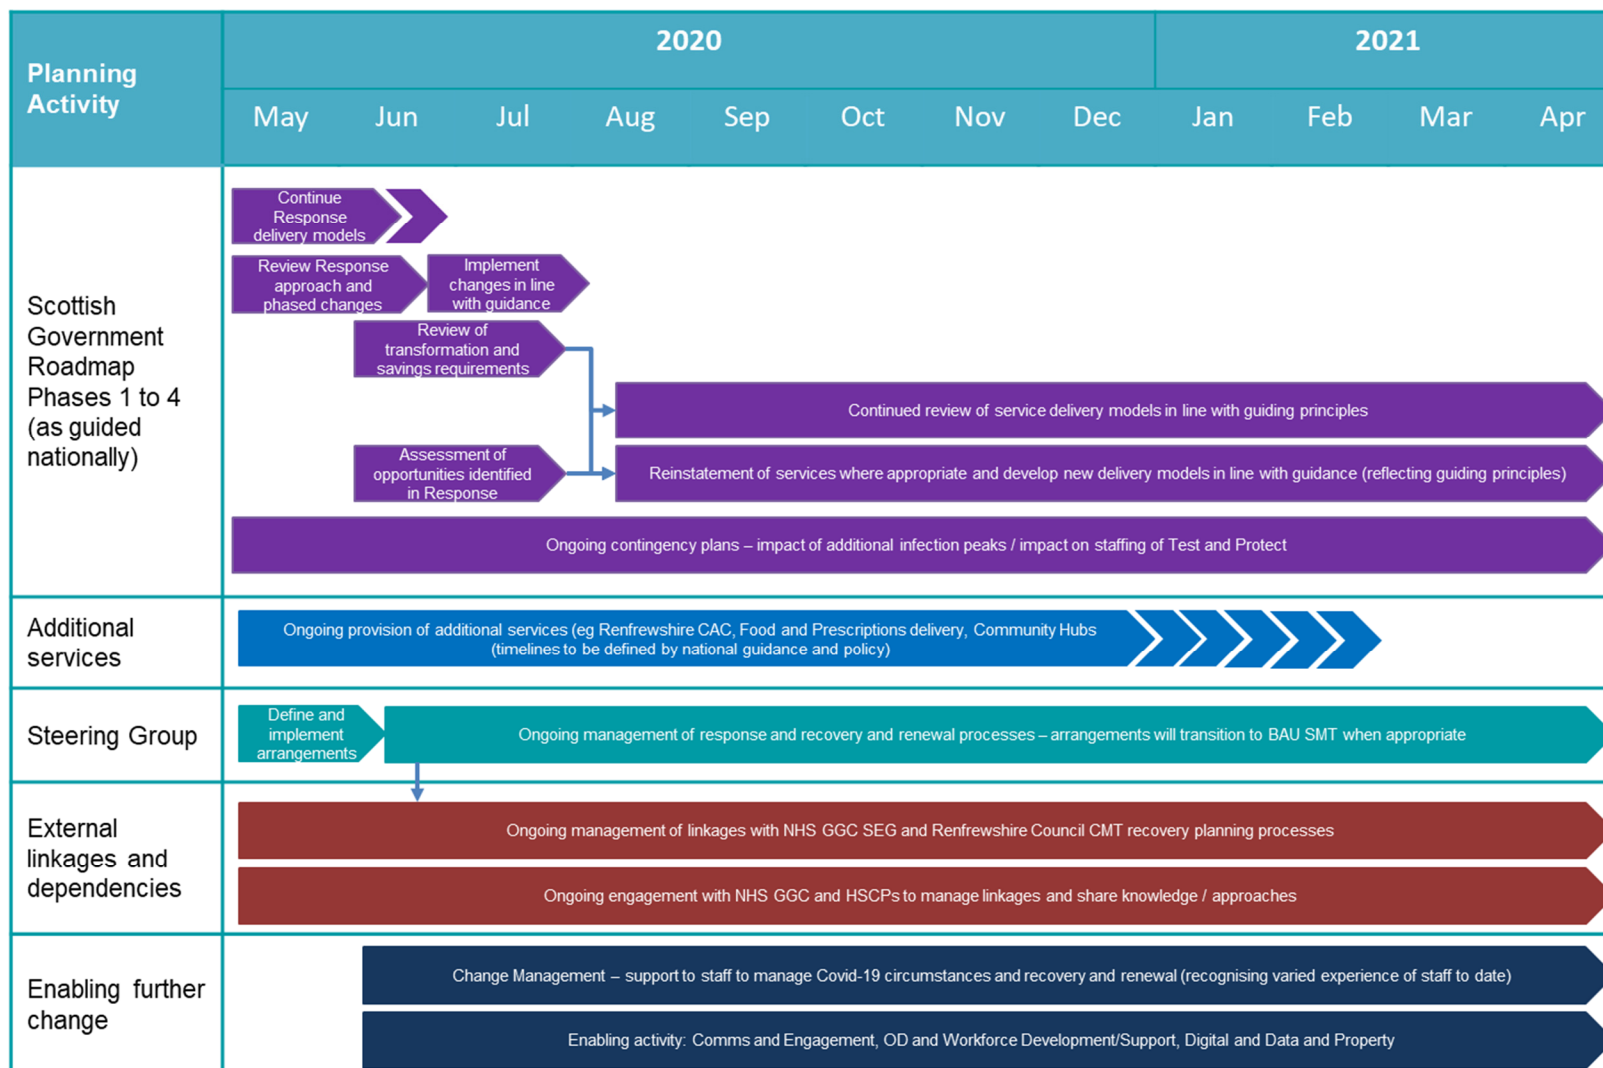 Planning
Activity
2020
2021
May
Jun
Jul
Aug
Sep
Oct
Nov
Dec
Jan
Feb
Mar
Apr
Scottish
Government
Roadmap
Phases 1 to 4
(as guided
nationally)
Continue
Response
delivery models
Review Response
approach and
phased changes
Implement
changes in line
with guidance
Review of
transformation and
savings requirements
Continued review of service delivery models in line with guiding principles
Assessment of
opportunities identified
in Response
Reinstatement of services where appropriate and develop new delivery models in line with guidance (reflecting guiding principles)
Ongoing contingency plans – impact of additional infection peaks / impact on staffing of Test and Protect
Additional
services
Ongoing provision of additional services (eg Renfrewshire CAC, Food and Prescriptions delivery, Community Hubs
(timelines to be defined by national guidance and policy)
Steering Group
Define and
implement
arrangements
Ongoing management of response and recovery and renewal processes – arrangements will transition to BAU SMT when appropriate
External
linkages and
dependencies
Ongoing management of linkages with NHS GGC SEG and Renfrewshire Council CMT recovery planning processes
Ongoing engagement with NHS GGC and HSCPs to manage linkages and share knowledge / approaches
Enabling further
change
Change Management – support to staff to manage Covid-19 circumstances and recovery and renewal (recognising varied experience of staff to date)
Enabling activity: Comms and Engagement, OD and Workforce Development/Support, Digital and Data and Property